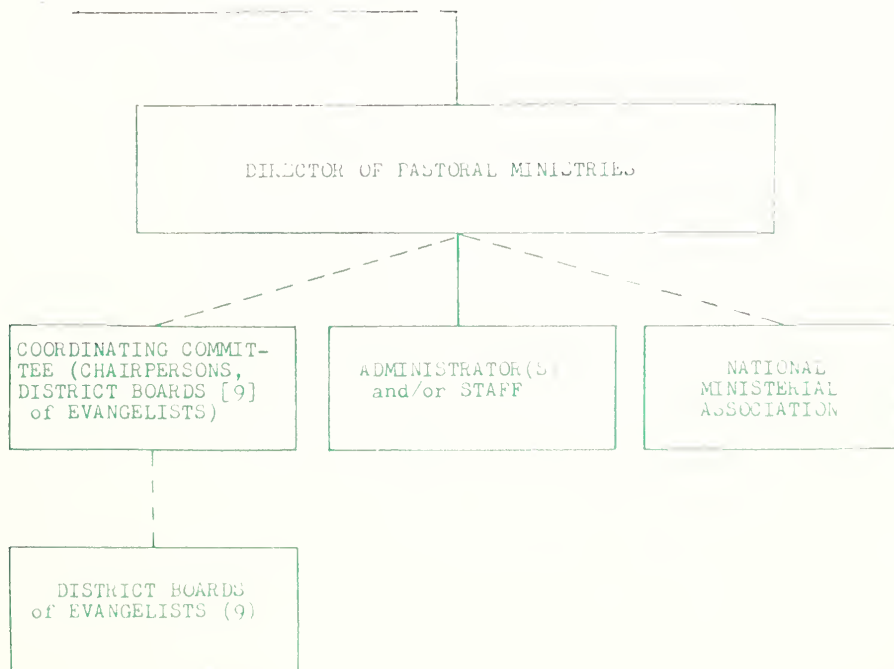 DIRECTOR OF PASTORAL MINISTRIES
COORDINATING COMMIT-
TEE (CHAIRPERSONS,
DISTRICT BOARDS [9]
of EVANGELISTS)
ADMINISTRATOR(S)
and/or STAFF
NATIONAL
MINISTERIAL
ASSOCIATION
DISTRICT BOARDS
of EVANGELISTS (9)